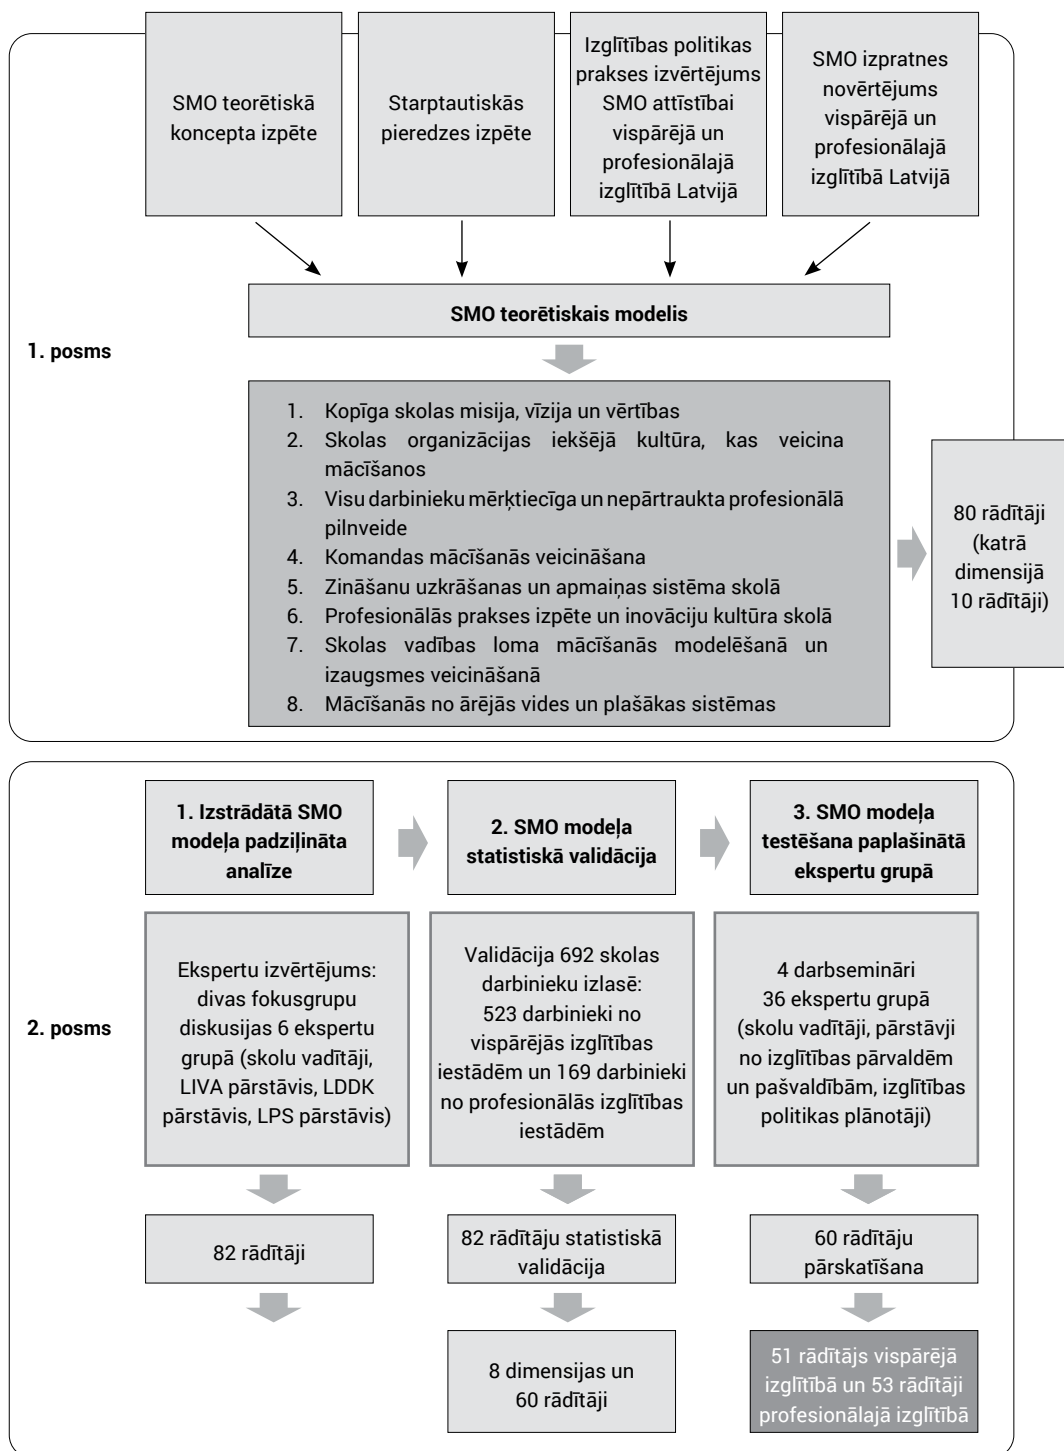 SMO teorētiskā
koncepta izpēte
Starptautiskās
pieredzes izpēte
Izglītības politikas
prakses izvērtējums
SMO attīstībai
vispārējā un
profesionālajā
izglītībā Latvijā
SMO izpratnes
novērtējums
vispārējā un
profesionālajā
izglītībā Latvijā
SMO teorētiskais modelis
1. posms
1. Kopīga skolas misija, vīzija un vērtības
2. Skolas organizācijas iekšējā kultūra, kas veicina
mācīšanos
3. Visu darbinieku mērķtiecīga un nepārtraukta profesionālā
pilnveide
4. Komandas mācīšanās veicināšana
5. Zināšanu uzkrāšanas un apmaiņas sistēma skolā
6. Profesionālās prakses izpēte un inovāciju kultūra skolā
7. Skolas vadības loma mācīšanās modelēšanā un
izaugsmes veicināšanā
8. Mācīšanās no ārējās vides un plašākas sistēmas
80 rādītāji
(katrā
dimensijā
10 rādītāji)
1. Izstrādātā SMO
modeļa padziļināta
analīze
2. SMO modeļa
statistiskā validācija
3. SMO modeļa
testēšana paplašinātā
ekspertu grupā
2. posms
Ekspertu izvērtējums:
divas fokusgrupu
diskusijas 6 ekspertu
grupā (skolu vadītāji,
LIVA pārstāvis, LDDK
pārstāvis, LPS pārstāvis)
Validācija 692 skolas
darbinieku izlasē:
523 darbinieki no
vispārējās izglītības
iestādēm un 169 darbinieki
no profesionālās izglītības
iestādēm
4 darbsemināri
36 ekspertu grupā
(skolu vadītāji, pārstāvji
no izglītības pārvaldēm
un pašvaldībām, izglītības
politikas plānotāji)
82 rādītāji
82 rādītāju statistiskā
validācija
60 rādītāju
pārskatīšana
8 dimensijas un
60 rādītāji
51 rādītājs vispārējā
izglītībā un 53 rādītāji
profesionālajā izglītībā